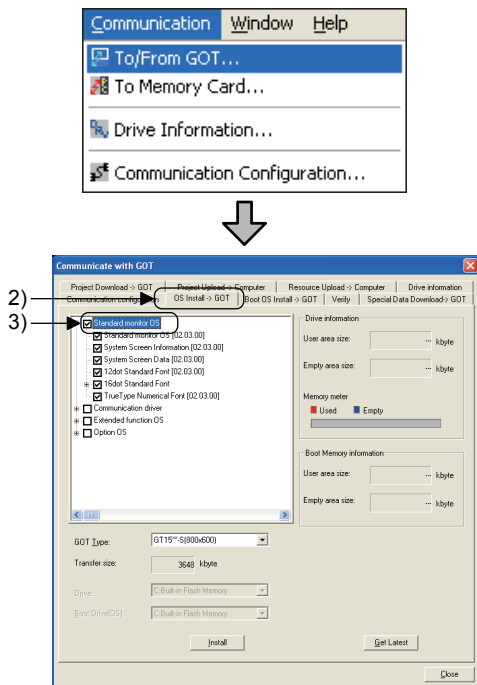 Communication Window Help
To/From GOT...
To Memory Card...
Drive Information...
Communication Configuration...
Communicate with GOT
Project Download -> GOT Project Upload -> Computer Resource Upload -> Computer Drive information
2) Communication configuration OS Install -> GOT Boot OS Install -> GOT Verify Special Data Download-> GOT
3) Standard monitor OS
Standard monitor OS [02.03.00]
System Screen Information [02.03.00]
System Screen Data [02.03.00]
12dot Standard Font [02.03.00]
16dot Standard Font
TrueType Numerical Font [02.03.00]
Communication driver
Extended function OS
Option OS
Drive information
User area size: --- kbyte
Empty area size: --- kbyte
Memory meter
Used Empty
Boot Memory information
User area size: --- kbyte
Empty area size: --- kbyte
GOT Type: GT15**-S(800x600)
Transfer size: 3648 kbyte
Drive: C:Built-in Flash Memory
Boot Drive(OS) : C:Built-in Flash Memory
Install Get Latest
Close